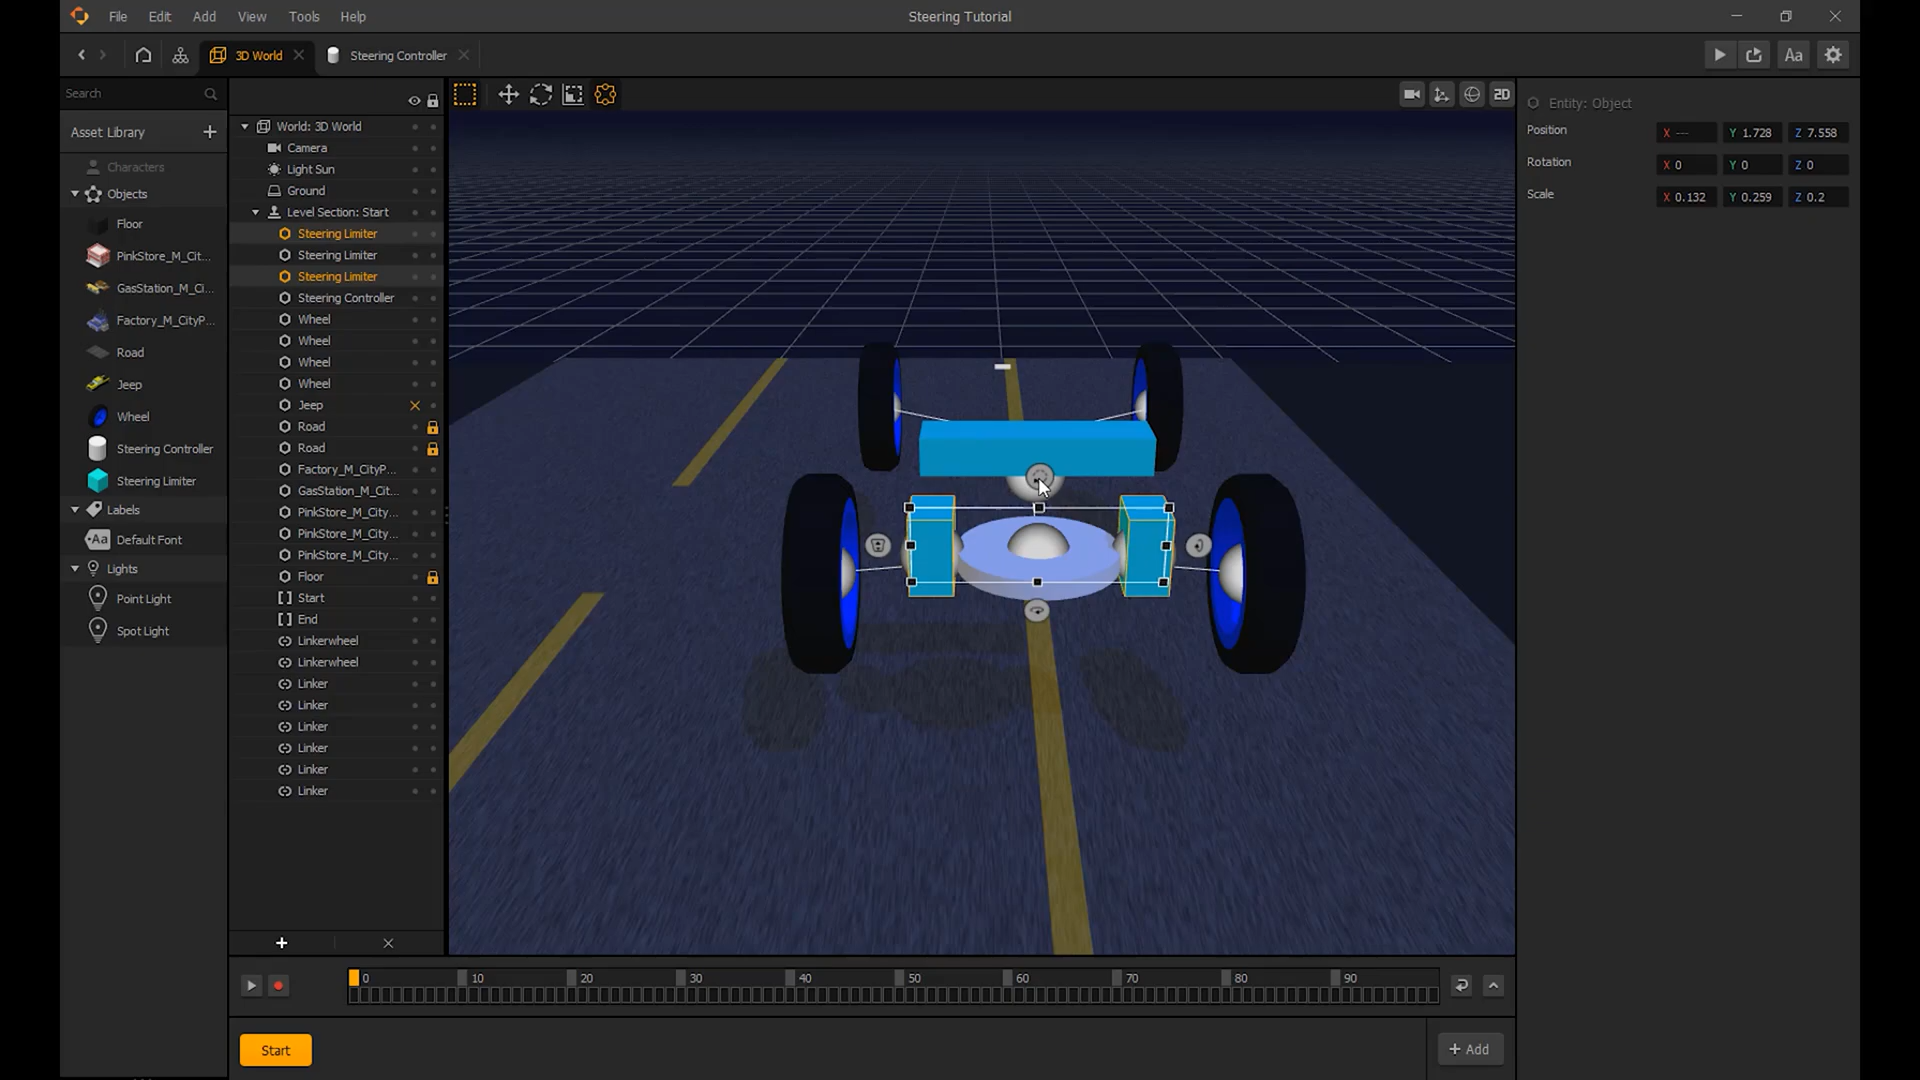 File Edit View Add Tools Help
Steering Tutorial
3D World
Steering Controller
Aa
Search
Asset Library
Characters
Objects
Floor
PinkStore_M_Cit...
GasStation_M_Ci...
Factory_M_CityP...
Road
Jeep
Wheel
Steering Controller
Steering Limiter
Labels
Aa Default Font
Lights
Point Light
Spot Light
World: 3D World
Camera
Light Sun
Ground
Level Section: Start
Steering Limiter
Steering Limiter
Steering Limiter
Steering Controller
Wheel
Wheel
Wheel
Wheel
Jeep
Road
Road
Factory_M_CityP...
GasStation_M_Cit...
PinkStore_M_City...
PinkStore_M_City...
PinkStore_M_City...
Floor
Start
End
Linkerwheel
Linkerwheel
Linker
Linker
Linker
Linker
Linker
Linker
2D
Entity: Object
Position X --- Y 1.728 Z 7.558
Rotation X 0 Y 0 Z 0
Scale X 0.132 Y 0.259 Z 0.2
0 10 20 30 40 50 60 70 80 90
Start
+ Add